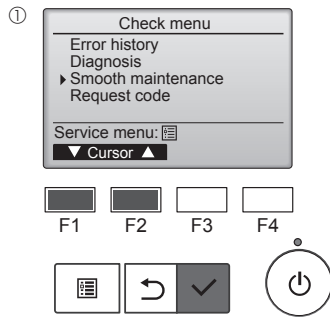 ①
Check menu
Error history
Diagnosis
Smooth maintenance
Request code
Service menu:
▼ Cursor ▲
F1 F2 F3 F4